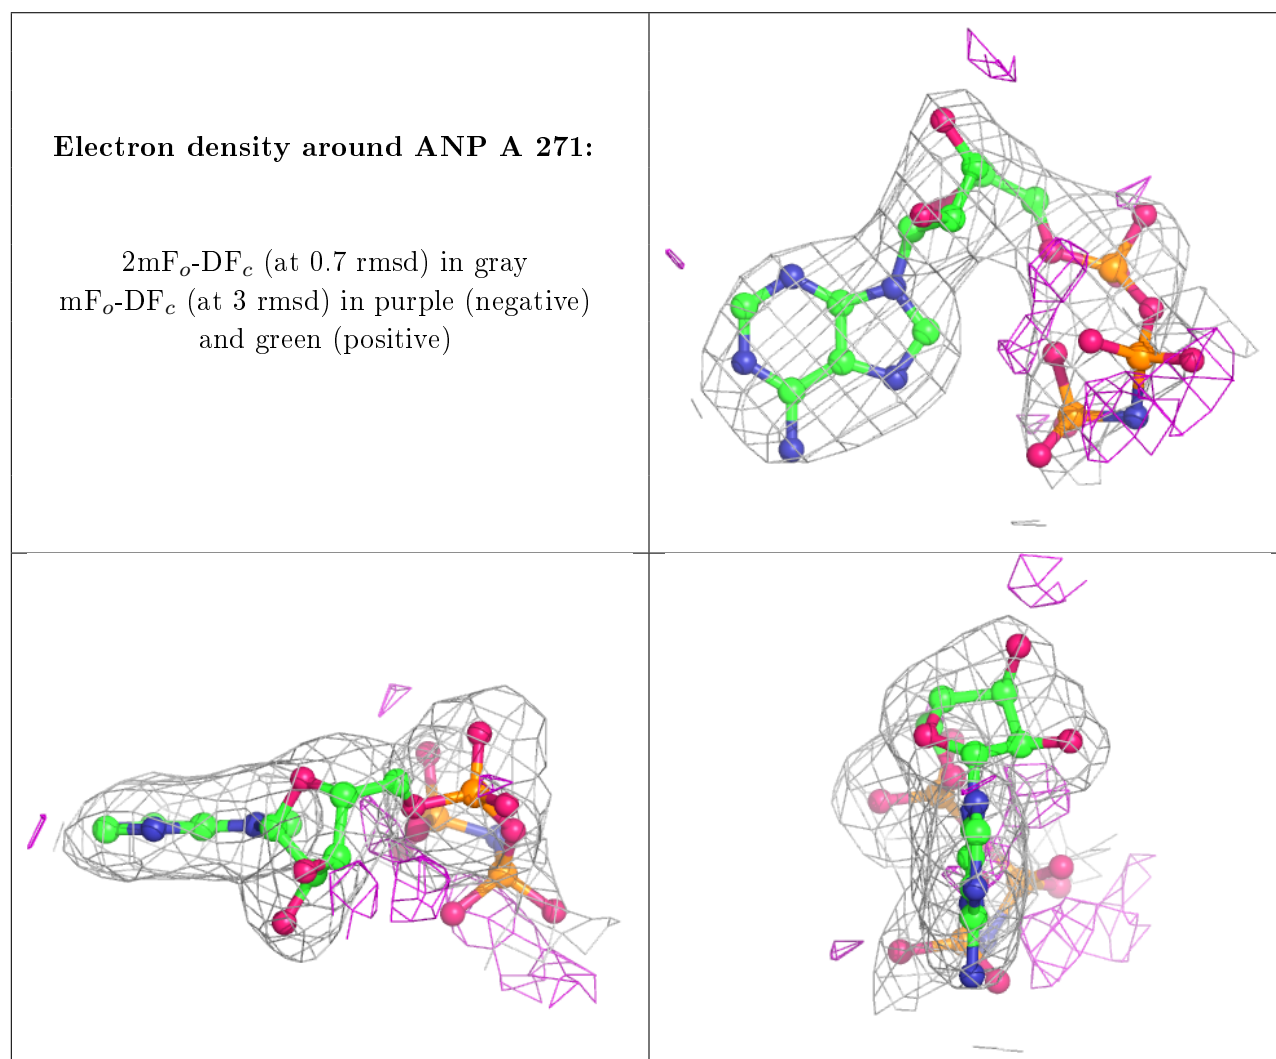 Electron density around ANP A 271:
2mFo-DFc (at 0.7 rmsd) in gray
mFo-DFc (at 3 rmsd) in purple (negative)
and green (positive)